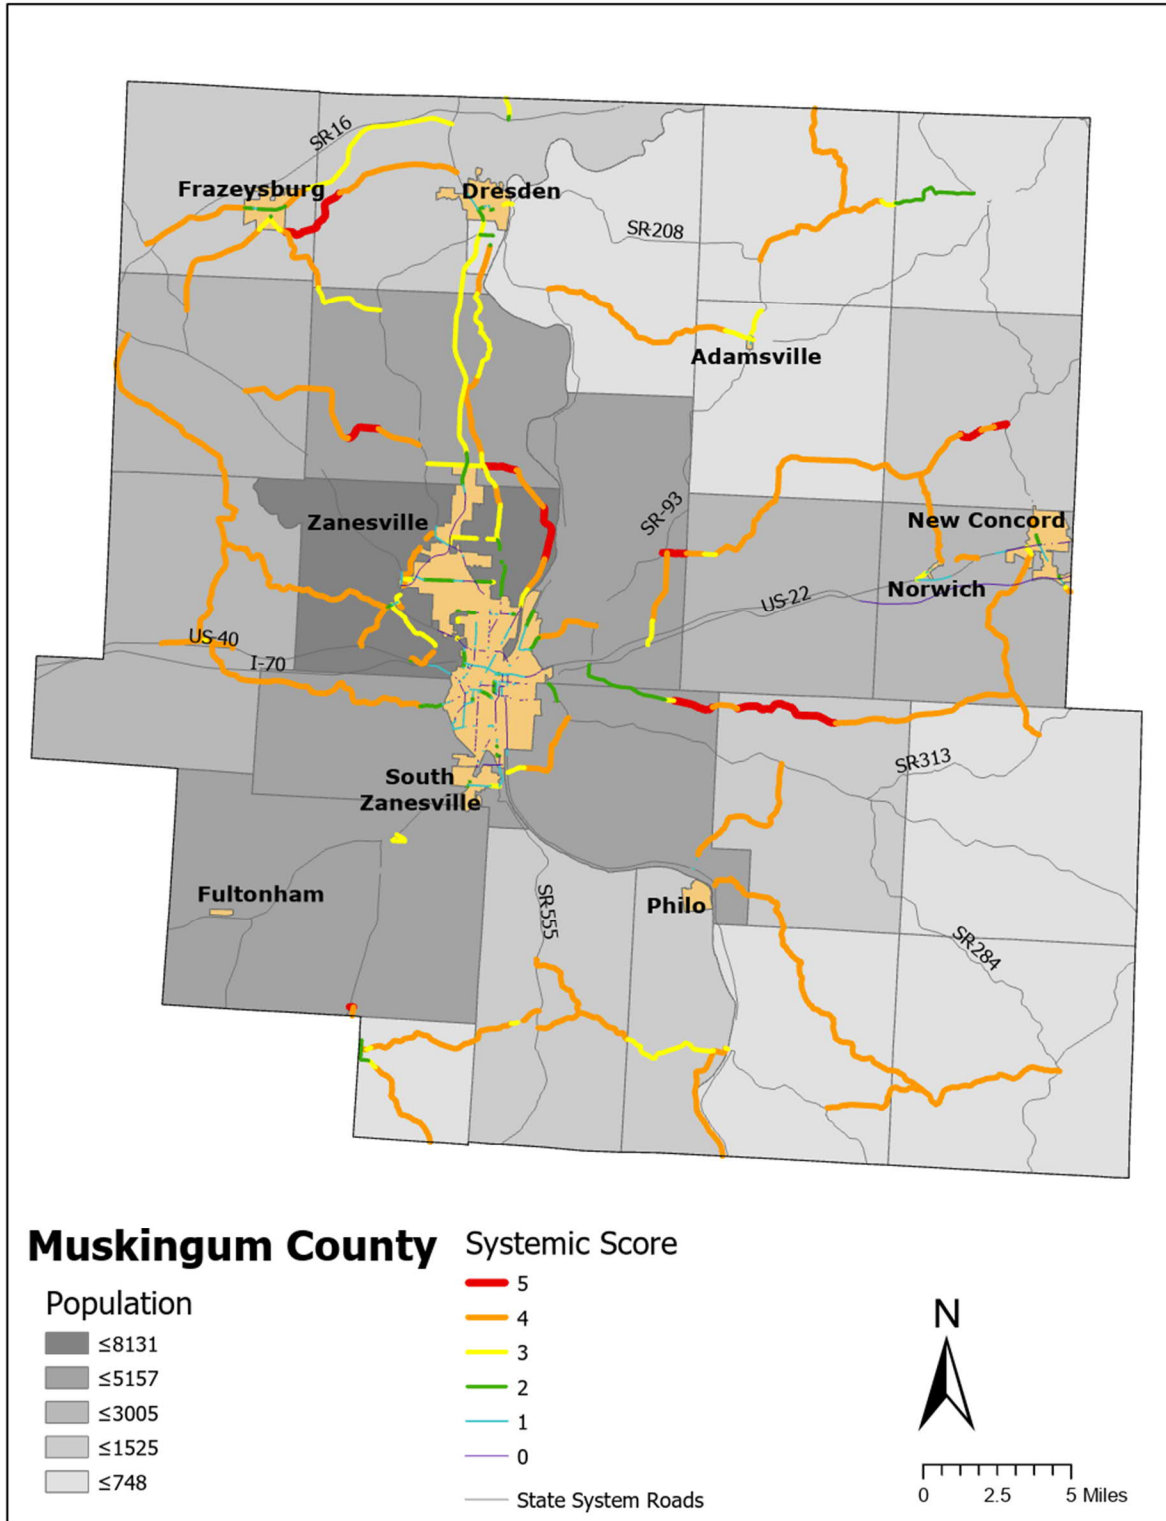 SR-16
Frazeysburg
Dresden
SR-208
Adamsville
SR-93
Zanesville
New Concord
Norwich
US-22
US-40
I-70
SR-313
South
Zanesville
Fultonham
SR-555
Philo
SR-284
Muskingum County
Population
≤8131
≤5157
≤3005
≤1525
≤748
Systemic Score
5
4
3
2
1
0
State System Roads
N
0 2.5 5 Miles